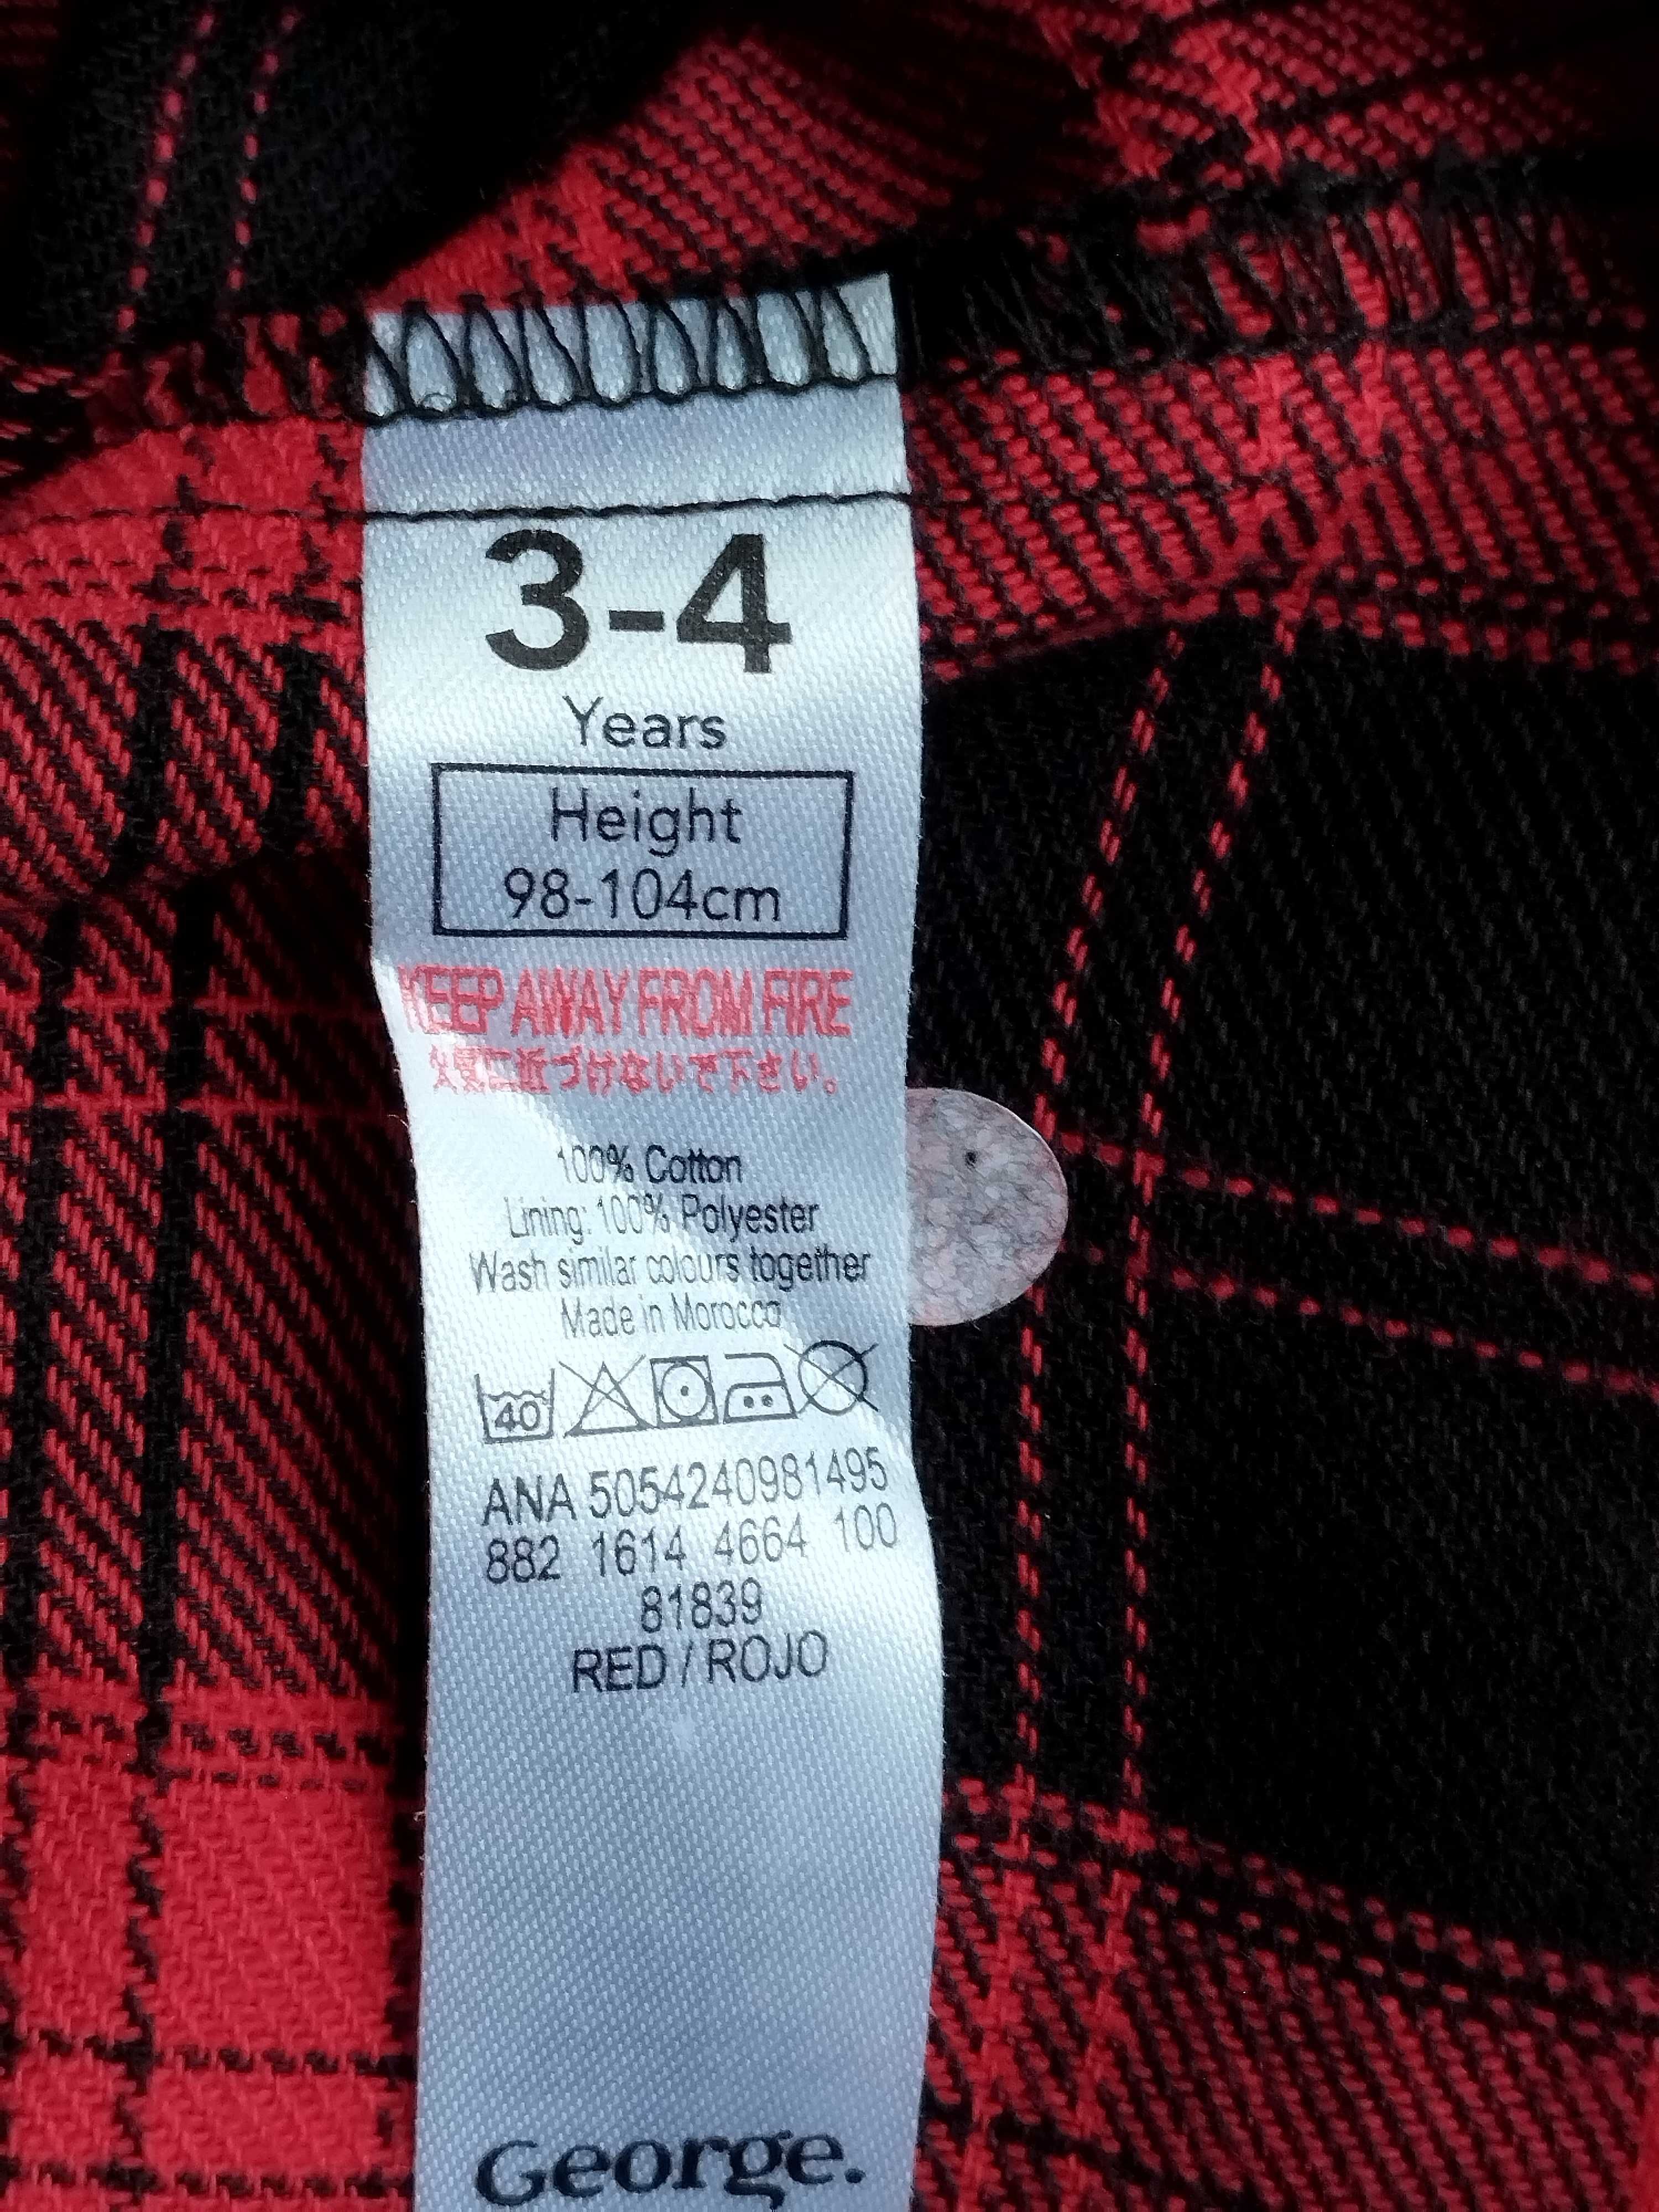 3-4
Years
Height
98-104cm
KEEP AWAY FROM FIRE
火気に近づけないで下さい。
100% Cotton
Lining: 100% Polyester
Wash similar colours together
Made in Morocco
40
ANA 5054240981495
882 1614 4664 100
81839
RED / ROJO
George.